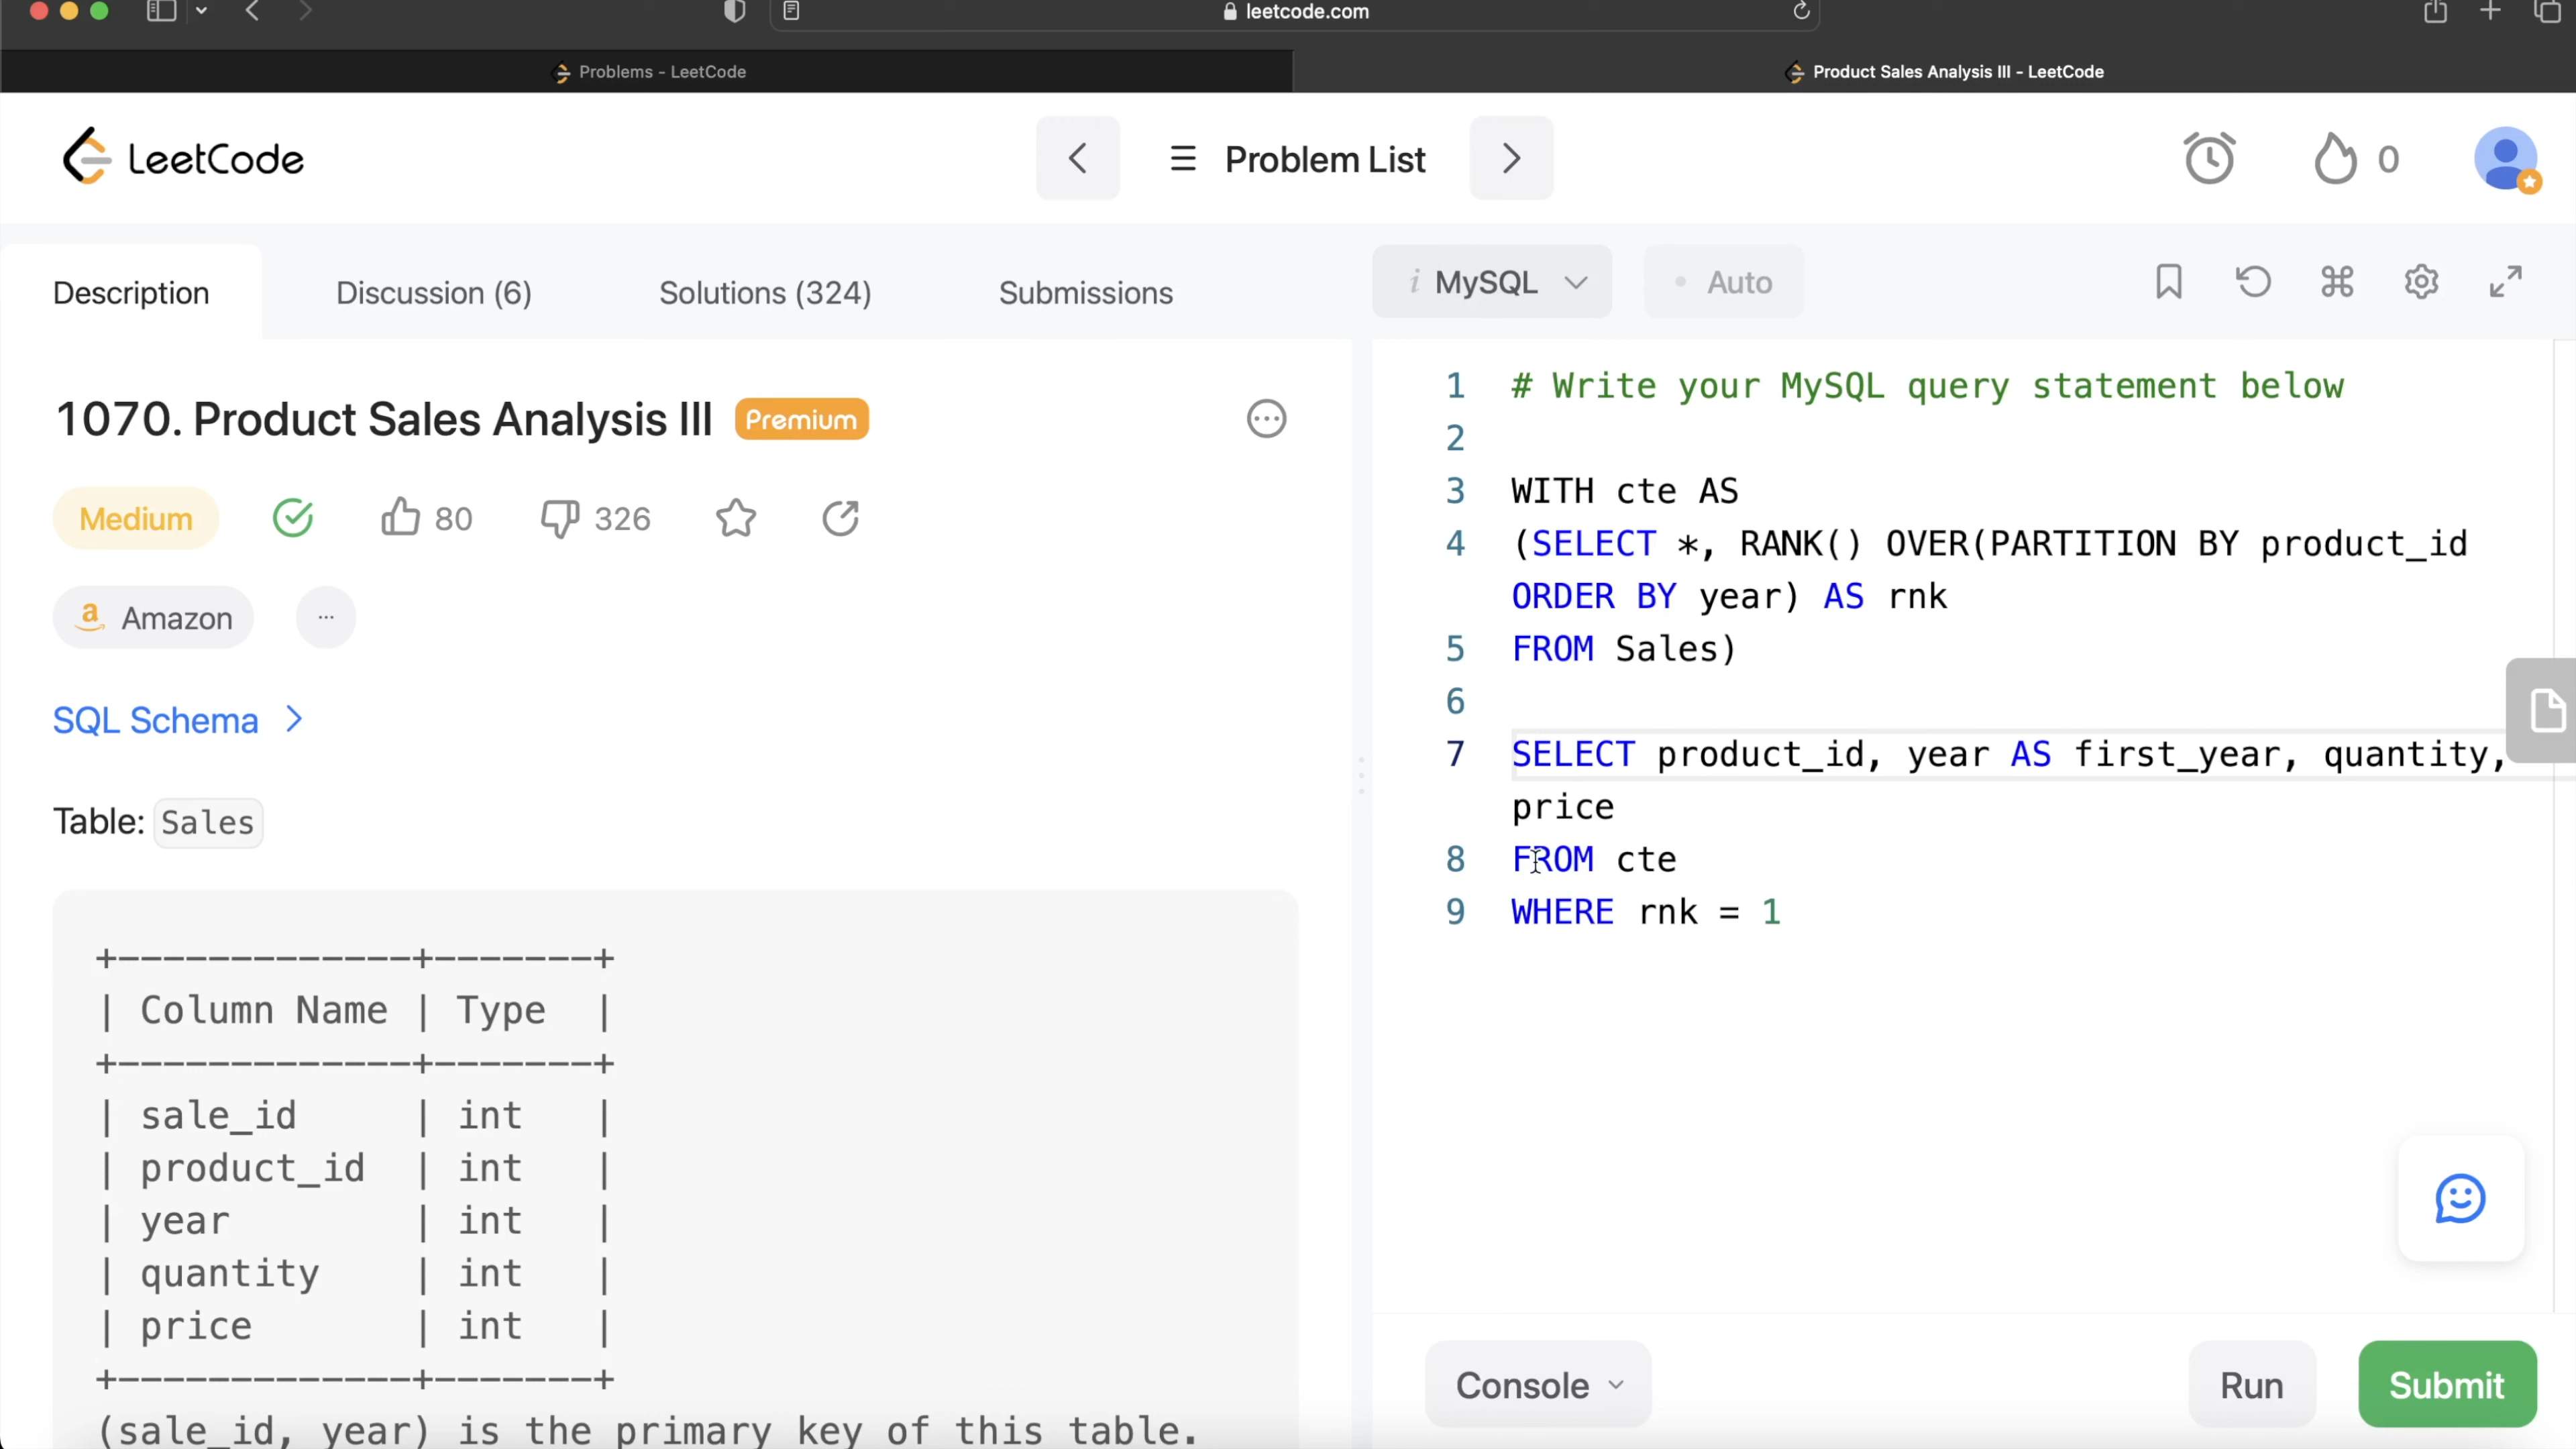 leetcode.com
Problems - LeetCode
Product Sales Analysis III - LeetCode
LeetCode
Problem List
0
Description
Discussion (6)
Solutions (324)
Submissions
i MySQL
Auto
1070. Product Sales Analysis III
Premium
Medium
80
326
a Amazon
...
SQL Schema
Table: Sales
+--------------+-------+
| Column Name | Type |
+--------------+-------+
| sale_id | int |
| product_id | int |
| year | int |
| quantity | int |
| price | int |
+--------------+-------+
(sale_id, year) is the primary key of this table.
1 # Write your MySQL query statement below
2
3 WITH cte AS
4 (SELECT *, RANK() OVER(PARTITION BY product_id
ORDER BY year) AS rnk
5 FROM Sales)
6
7 SELECT product_id, year AS first_year, quantity,
price
8 FROM cte
9 WHERE rnk = 1
Console
Run
Submit